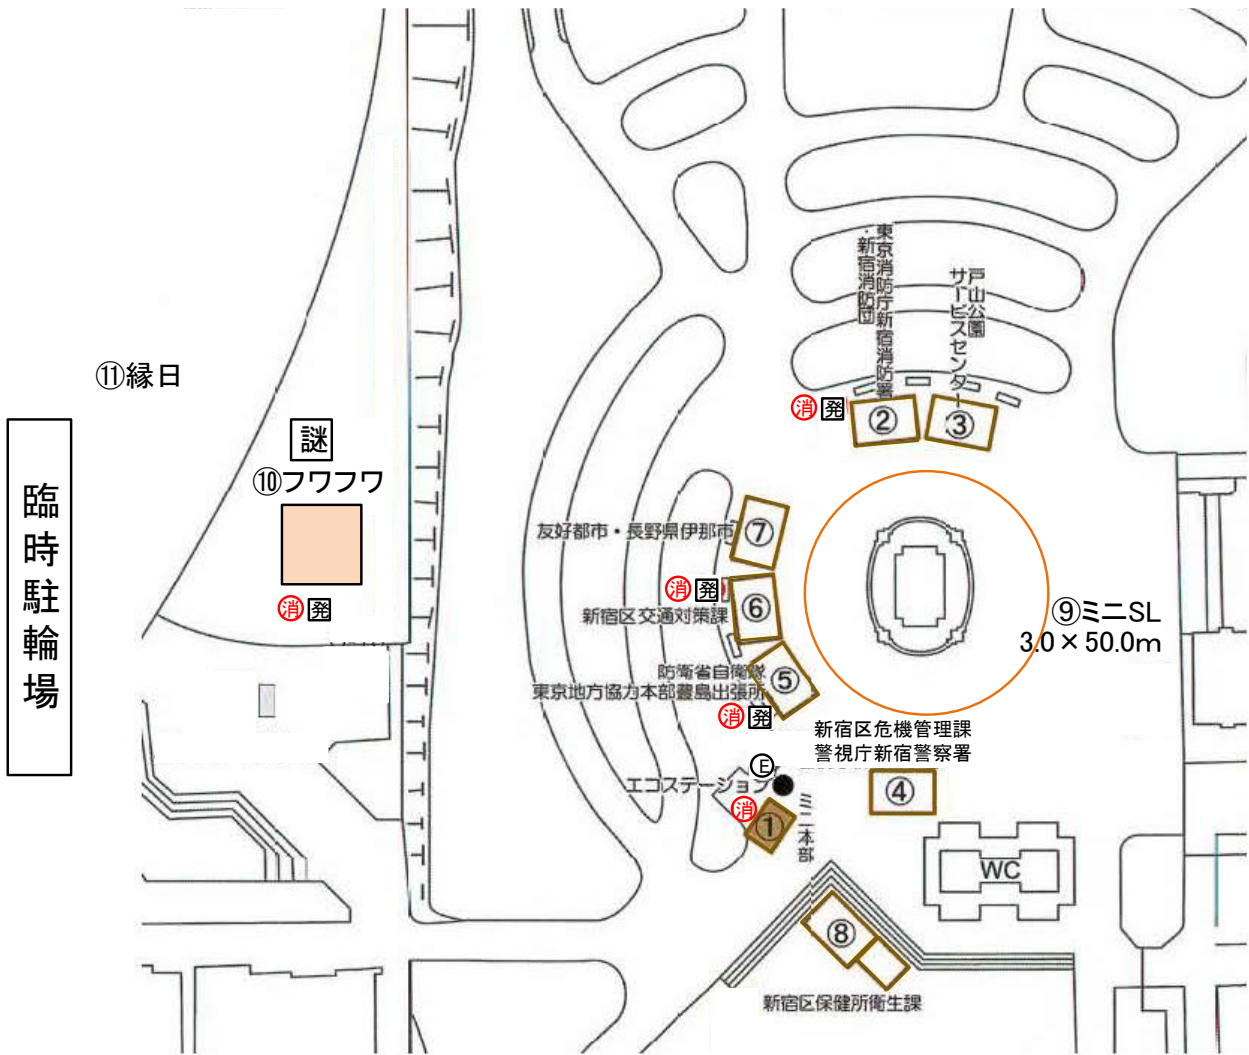 東京消防庁新宿消防署
・新宿消防団
戸山公園
サービスセンター
⑪縁日
消 発
②
③
謎
⑩フワフワ
臨時駐輪場
友好都市・長野県伊那市
⑦
消 発
⑥
新宿区交通対策課
消 発
⑨ミニSL
3.0×50.0m
防衛省自衛隊
東京地方協力本部豊島出張所
⑤
消 発
新宿区危機管理課
警視庁新宿警察署
E
エコステーション
④
消
①
ミニ本部
WC
⑧
新宿区保健所衛生課